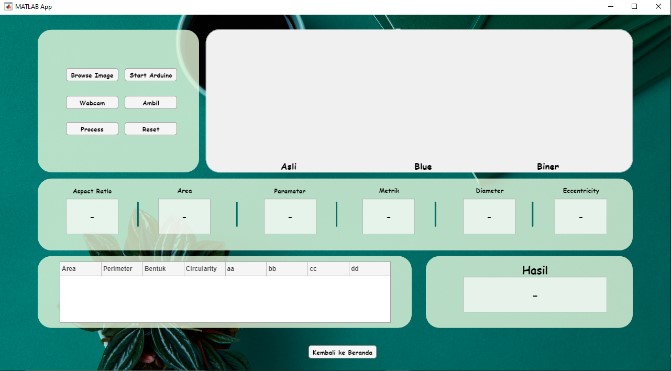 MATLAB App
Browse Image Start Arduino
Webcam Ambil
Process Reset
Asli Blue Biner
Aspect Ratio Area Parameter Metrik Diameter Eccentricity
- - - - - -
Area Perimeter Bentuk Circularity aa bb cc dd
Hasil
-
Kembali ke Beranda